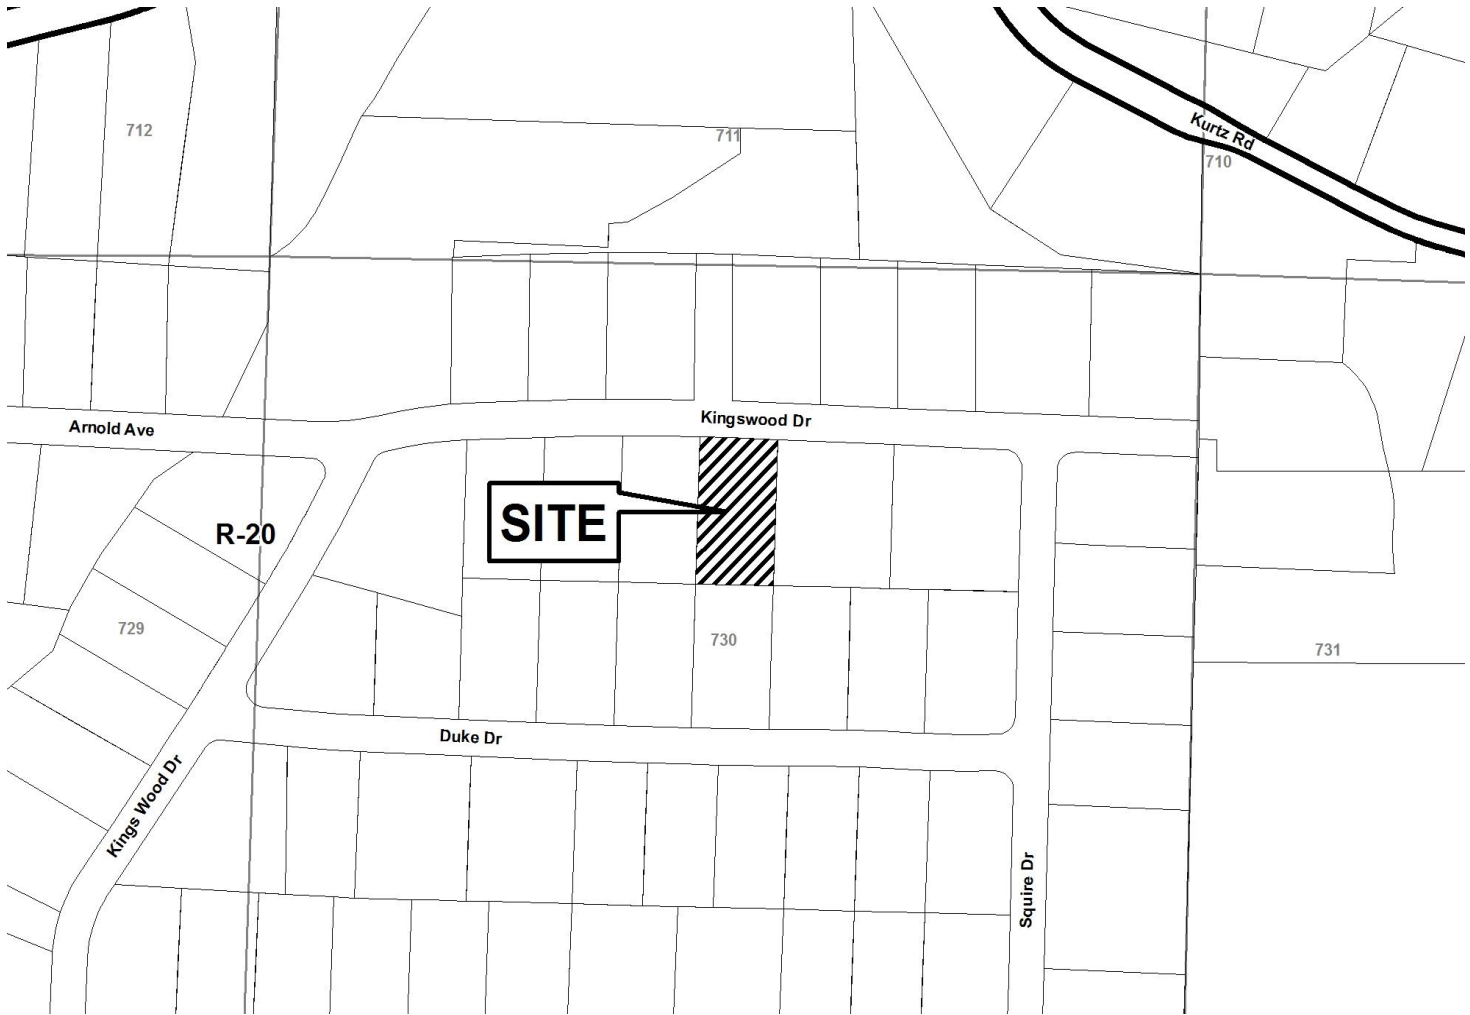 712
711
Kurtz Rd
710
Arnold Ave
Kingswood Dr
SITE
R-20
729
730
731
Duke Dr
Kings Wood Dr
Squire Dr